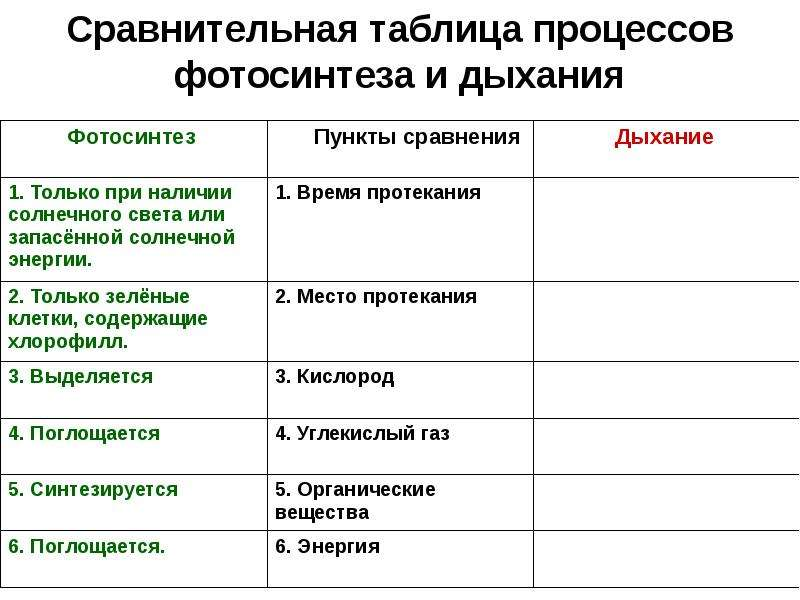 Сравнительная таблица процессов
фотосинтеза и дыхания
Фотосинтез
Пункты сравнения
Дыхание
1. Только при наличии
солнечного света или
запасённой солнечной
энергии.
1. Время протекания
2. Только зелёные
клетки, содержащие
хлорофилл.
2. Место протекания
3. Выделяется
3. Кислород
4. Поглощается
4. Углекислый газ
5. Синтезируется
5. Органические
вещества
6. Поглощается.
6. Энергия